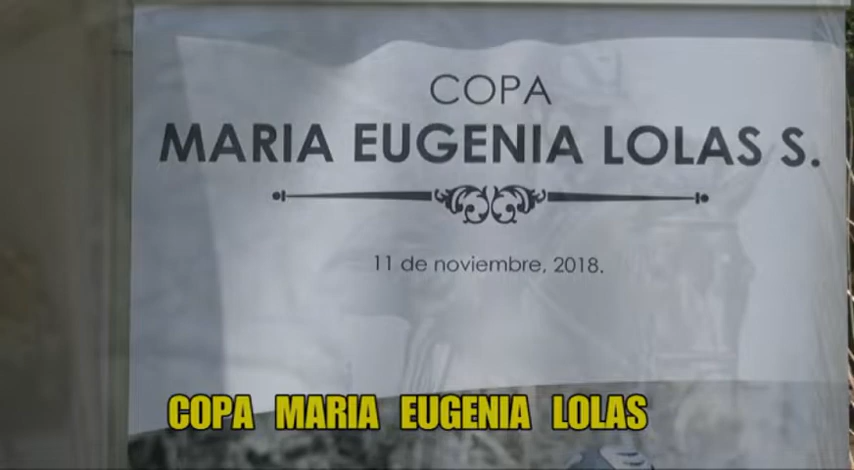 COPA
MARIA EUGENIA LOLAS S.
11 de noviembre, 2018.
COPA MARIA EUGENIA LOLAS